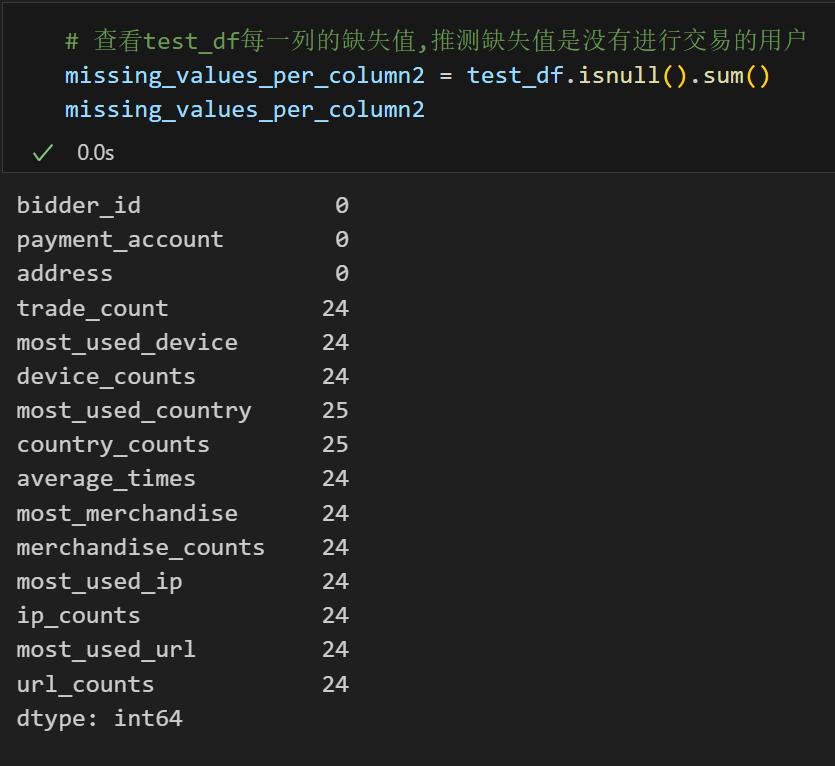 # 查看test_df每一列的缺失值,推测缺失值是没有进行交易的用户
missing_values_per_column2 = test_df.isnull().sum()
missing_values_per_column2
✓ 0.0s
bidder_id 0
payment_account 0
address 0
trade_count 24
most_used_device 24
device_counts 24
most_used_country 25
country_counts 25
average_times 24
most_merchandise 24
merchandise_counts 24
most_used_ip 24
ip_counts 24
most_used_url 24
url_counts 24
dtype: int64